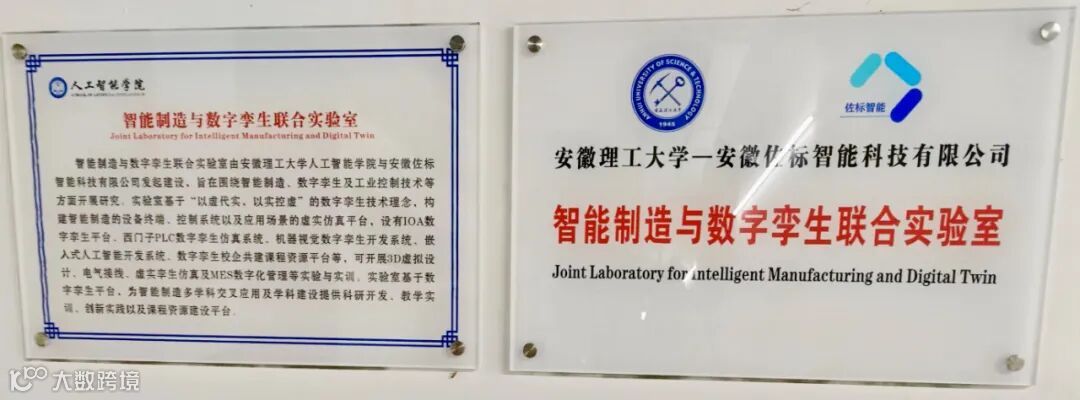 人工智能学院
智能制造与数字孪生联合实验室
Joint Laboratory for Intelligent Manufacturing and Digital Twin
智能制造与数字孪生联合实验室由安徽理工大学人工智能学院与安徽佐标
智能科技有限公司发起建设，旨在围绕智能制造、数字孪生及工业控制技术等
方面开展研究。实验室基于“以虚代实、以实控虚”的数字孪生技术理念，构
建智能制造的设备终端、控制系统以及应用场景的虚实仿真平台，设有IOA数
字孪生平台、西门子PLC数字孪生仿真系统、机器视觉数字孪生开发系统、嵌
入式人工智能开发系统、数字孪生校企共建课程资源平台等，可开展3D虚拟设
计、电气接线、虚实孪生仿真及MES数字化管理等实验与实训。实验室基于数
字孪生平台，为智能制造多学科交叉应用及学科建设提供科研开发、教学实
训、创新实践以及课程资源建设平台。
ANHUI UNIVERSITY OF SCIENCE & TECHNOLOGY
1945
佐标智能
安徽理工大学—安徽佐标智能科技有限公司
智能制造与数字孪生联合实验室
Joint Laboratory for Intelligent Manufacturing and Digital Twin
大数跨境